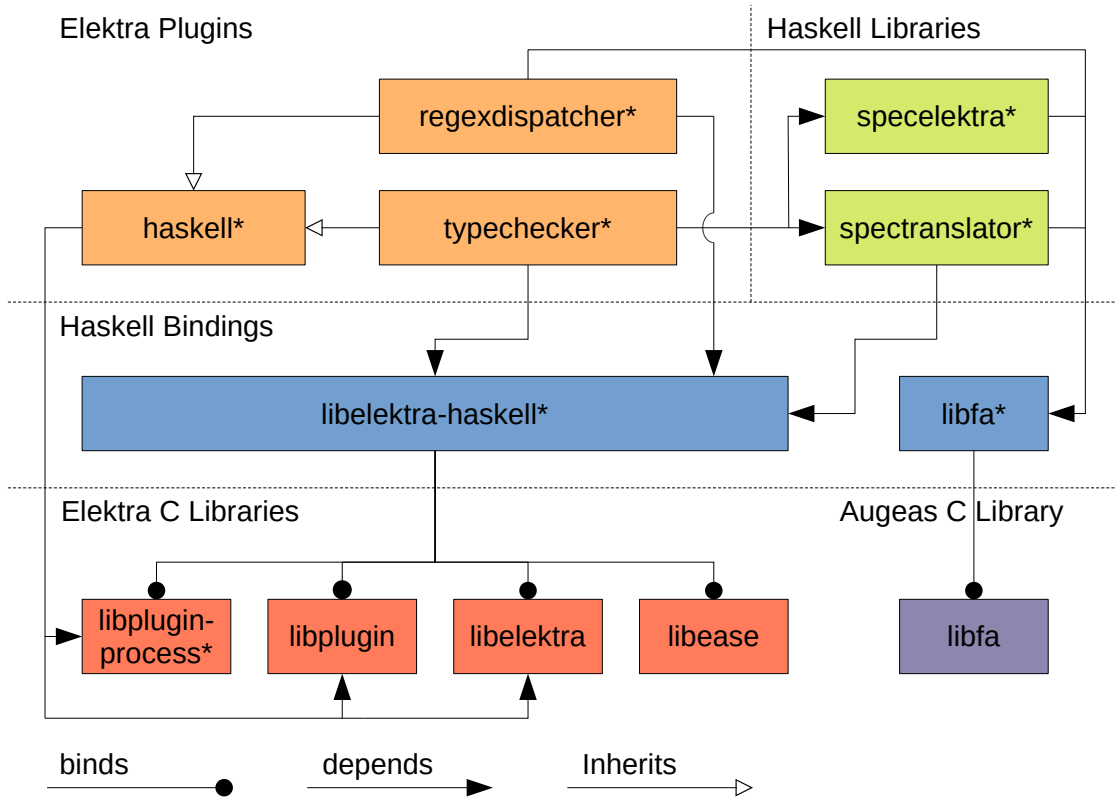 Elektra Plugins
Haskell Libraries
regexdispatcher*
specelektra*
haskell*
typechecker*
spectranslator*
Haskell Bindings
libelektra-haskell*
libfa*
Elektra C Libraries
Augeas C Library
libplugin-
process*
libplugin
libelektra
libease
libfa
binds
depends
Inherits